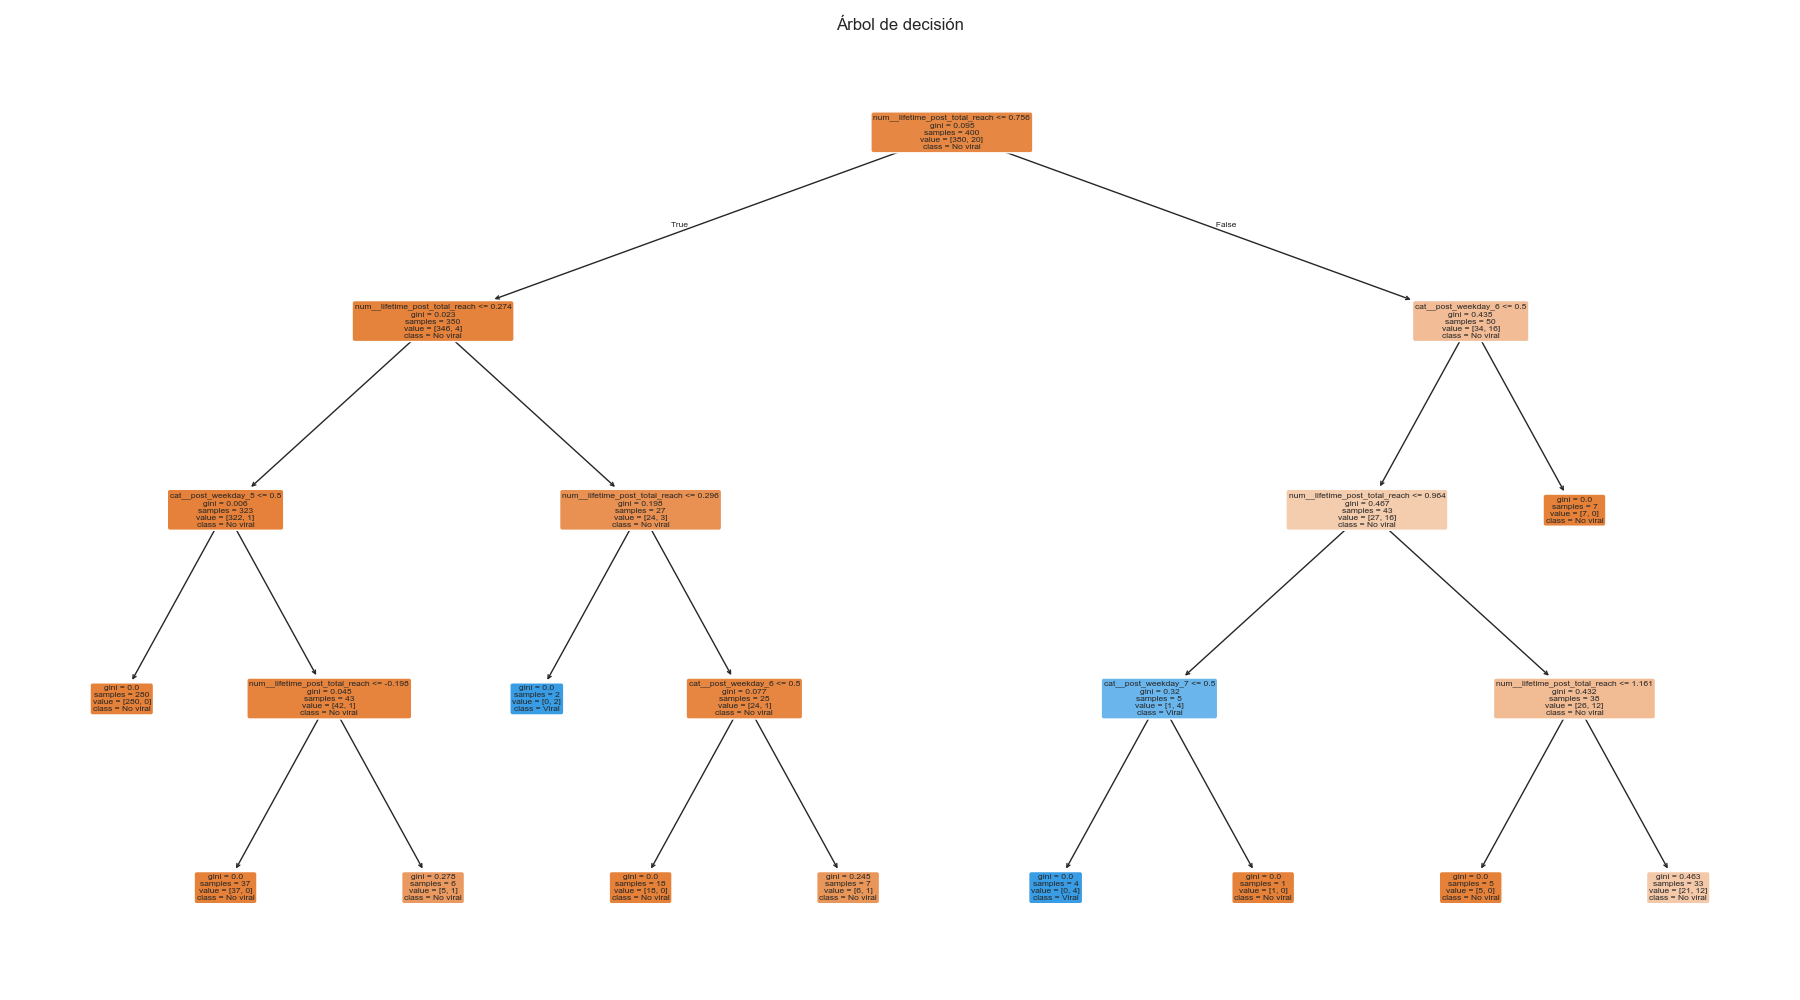 Árbol de decisión
num__lifetime_post_total_reach <= 0.756
gini = 0.095
samples = 400
value = [380, 20]
class = No viral
True
False
num__lifetime_post_total_reach <= 0.274
gini = 0.023
samples = 350
value = [346, 4]
class = No viral
cat__post_weekday_6 <= 0.5
gini = 0.435
samples = 50
value = [34, 16]
class = No viral
cat__post_weekday_5 <= 0.5
gini = 0.006
samples = 323
value = [322, 1]
class = No viral
num__lifetime_post_total_reach <= 0.296
gini = 0.198
samples = 27
value = [24, 3]
class = No viral
num__lifetime_post_total_reach <= 0.964
gini = 0.467
samples = 43
value = [27, 16]
class = No viral
gini = 0.0
samples = 7
value = [7, 0]
class = No viral
gini = 0.0
samples = 280
value = [280, 0]
class = No viral
num__lifetime_post_total_reach <= -0.198
gini = 0.045
samples = 43
value = [42, 1]
class = No viral
gini = 0.0
samples = 2
value = [0, 2]
class = Viral
cat__post_weekday_6 <= 0.5
gini = 0.077
samples = 25
value = [24, 1]
class = No viral
cat__post_weekday_7 <= 0.5
gini = 0.32
samples = 5
value = [1, 4]
class = Viral
num__lifetime_post_total_reach <= 1.161
gini = 0.432
samples = 38
value = [26, 12]
class = No viral
gini = 0.0
samples = 37
value = [37, 0]
class = No viral
gini = 0.278
samples = 6
value = [5, 1]
class = No viral
gini = 0.0
samples = 18
value = [18, 0]
class = No viral
gini = 0.245
samples = 7
value = [6, 1]
class = No viral
gini = 0.0
samples = 4
value = [0, 4]
class = Viral
gini = 0.0
samples = 1
value = [1, 0]
class = No viral
gini = 0.0
samples = 5
value = [5, 0]
class = No viral
gini = 0.463
samples = 33
value = [21, 12]
class = No viral